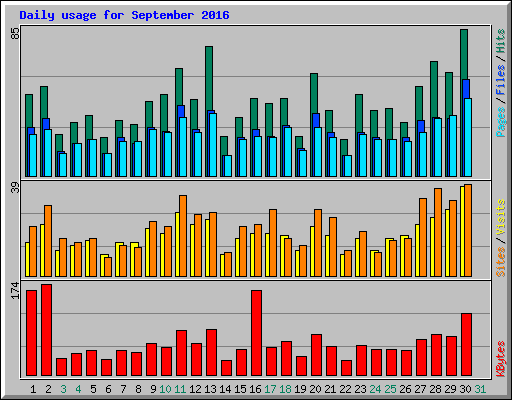 Daily usage for September 2016
85
Pages / Files / Hits
39
Sites / Visits
174
KBytes
1 2 3 4 5 6 7 8 9 10 11 12 13 14 15 16 17 18 19 20 21 22 23 24 25 26 27 28 29 30 31